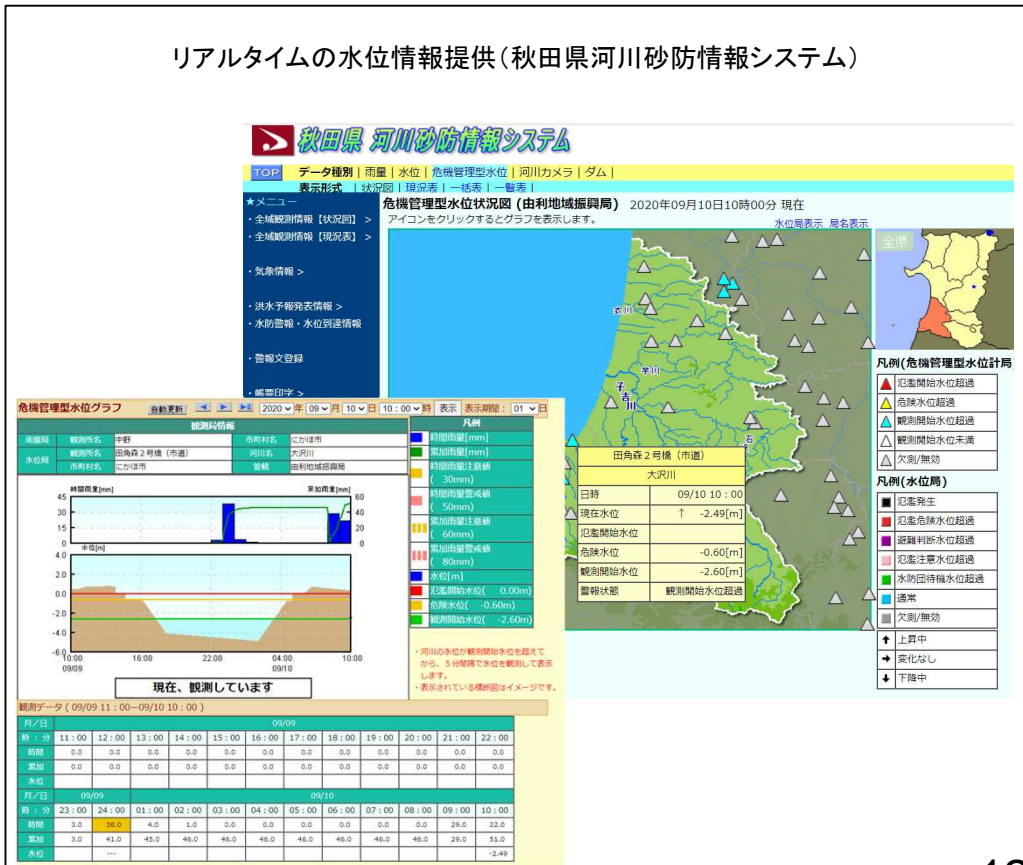 リアルタイムの水位情報提供(秋田県河川砂防情報システム)
秋田県 河川砂防情報システム
TOP データ種別 | 雨量 | 水位 | 危機管理型水位 | 河川カメラ | ダム |
表示形式 | 状況図 | 現況表 | 一括表 | 一覧表 |
★メニュー
・全域観測情報【状況図】 >
・全域観測情報【現況表】 >
・気象情報 >
・洪水予報発表情報 >
・水防警報・水位到達情報
・警報文登録
・帳票印字 >
危機管理型水位状況図 (由利地域振興局) 2020年09月10日10時00分 現在
アイコンをクリックするとグラフを表示します。
水位局表示 局名表示
衣川
芋川
子吉川
石
全県
田角森2号橋(市道)
大沢川
日時 09/10 10:00
現在水位 ↑ -2.49[m]
氾濫開始水位
危険水位 -0.60[m]
観測開始水位 -2.60[m]
警報状態 観測開始水位超過
凡例(危機管理型水位計局)
氾濫開始水位超過
危険水位超過
観測開始水位超過
観測開始水位未満
欠測/無効
凡例(水位局)
氾濫発生
氾濫危険水位超過
避難判断水位超過
氾濫注意水位超過
水防団待機水位超過
通常
欠測/無効
↑ 上昇中
→ 変化なし
↓ 下降中
危機管理型水位グラフ 自動更新 2020 年 09 月 10 日 10:00 時 表示 表示期間: 01 日
観測局情報
雨量局 観測所名 中野 市町村名 にかほ市
水位局 観測所名 田角森2号橋(市道) 河川名 大沢川
市町村名 にかほ市 管轄 由利地域振興局
凡例
時間雨量[mm]
累加雨量[mm]
時間雨量注意値
( 30mm)
時間雨量警戒値
( 50mm)
累加雨量注意値
( 60mm)
累加雨量警戒値
( 80mm)
水位[m]
氾濫開始水位( 0.00m)
危険水位( -0.60m)
観測開始水位( -2.60m)
時間雨量[mm] 累加雨量[mm]
45 60
30 40
15 20
0 0
水位[m]
4.0
2.0
0.0
-2.0
-4.0
-6.0
10:00 16:00 22:00 04:00 10:00
09/09 09/10
現在、観測しています
・河川の水位が観測開始水位を超えて
から、5分間隔で水位を観測して表示
します。
・表示されている横断図はイメージです。
観測データ ( 09/09 11:00―09/10 10:00 )
月/日 09/09
時:分 11:00 12:00 13:00 14:00 15:00 16:00 17:00 18:00 19:00 20:00 21:00 22:00
時間 0.0 0.0 0.0 0.0 0.0 0.0 0.0 0.0 0.0 0.0 0.0 0.0
累加 0.0 0.0 0.0 0.0 0.0 0.0 0.0 0.0 0.0 0.0 0.0 0.0
水位
月/日 09/09 09/10
時:分 23:00 24:00 01:00 02:00 03:00 04:00 05:00 06:00 07:00 08:00 09:00 10:00
時間 3.0 38.0 4.0 1.0 0.0 0.0 0.0 0.0 0.0 0.0 29.0 22.0
累加 3.0 41.0 45.0 46.0 46.0 46.0 46.0 46.0 46.0 46.0 29.0 51.0
水位 --- -2.49